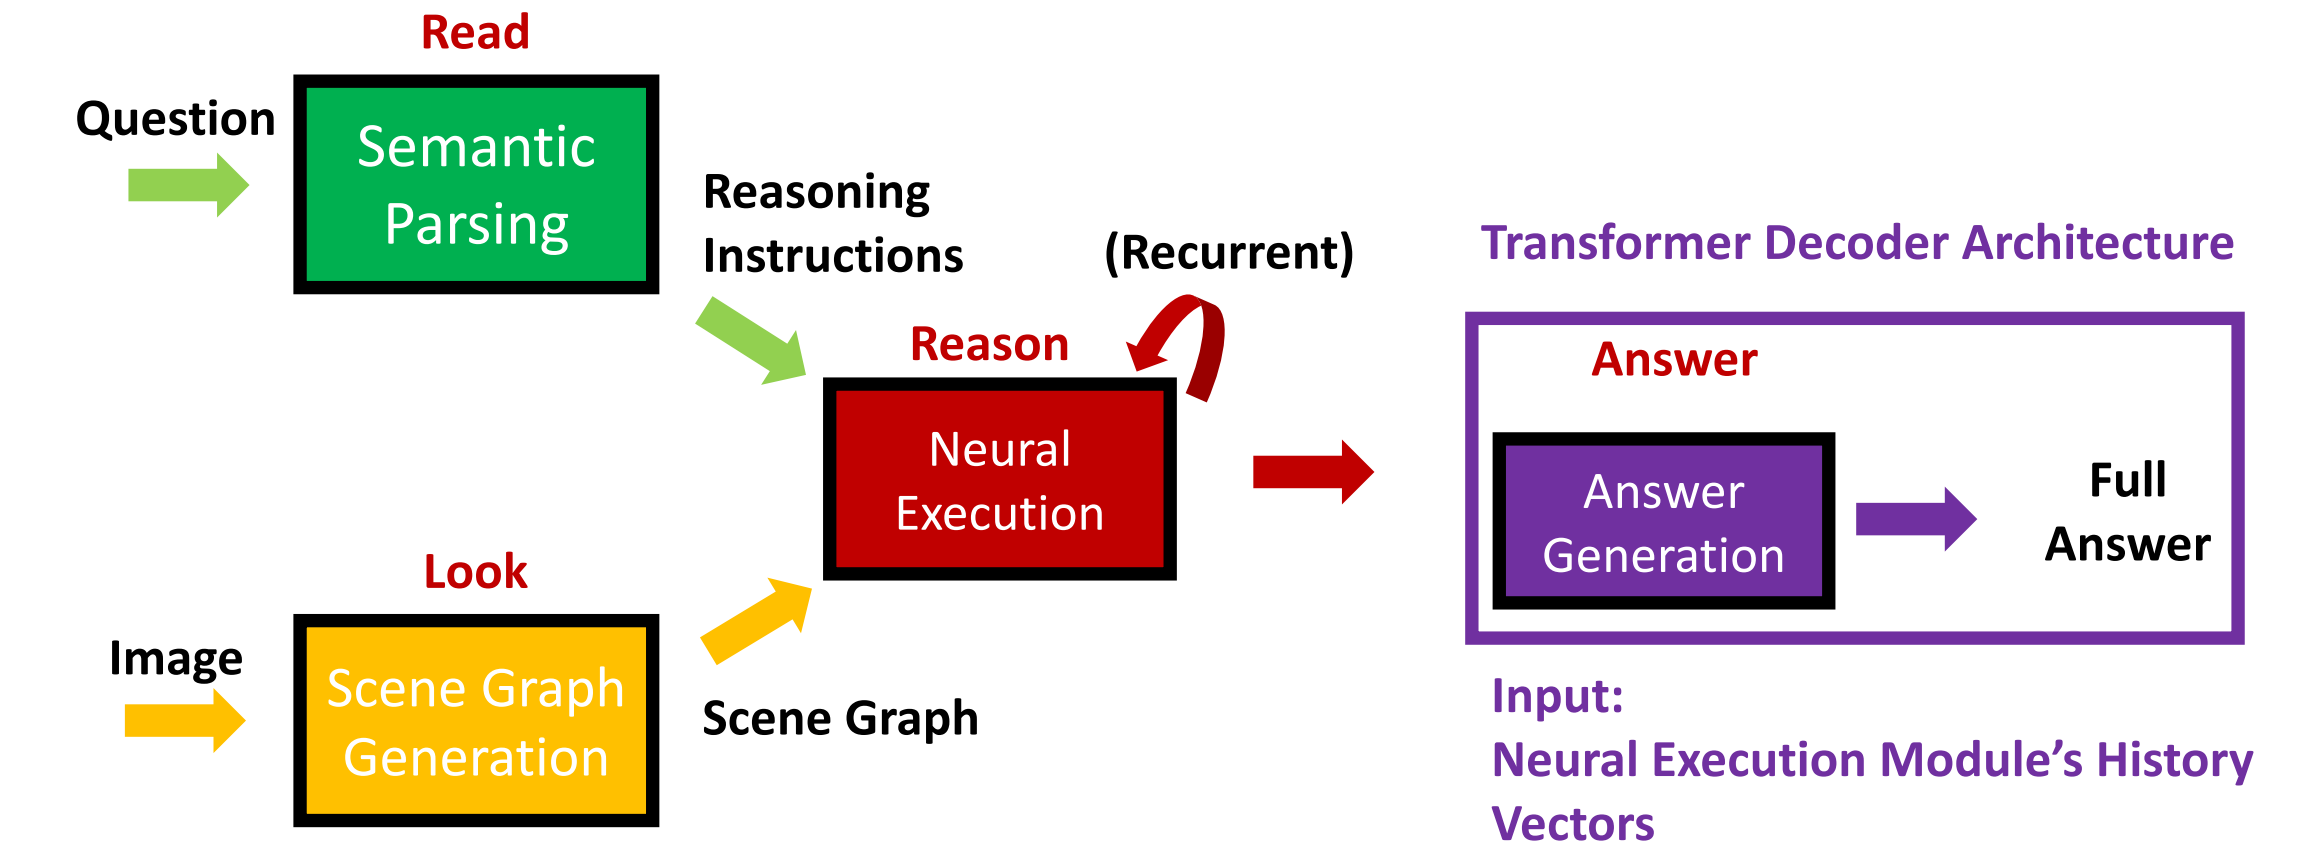 Read
Question
Semantic
Parsing
Reasoning
Instructions
(Recurrent)
Reason
Neural
Execution
Look
Image
Scene Graph
Generation
Scene Graph
Transformer Decoder Architecture
Answer
Answer
Generation
Full
Answer
Input:
Neural Execution Module’s History
Vectors